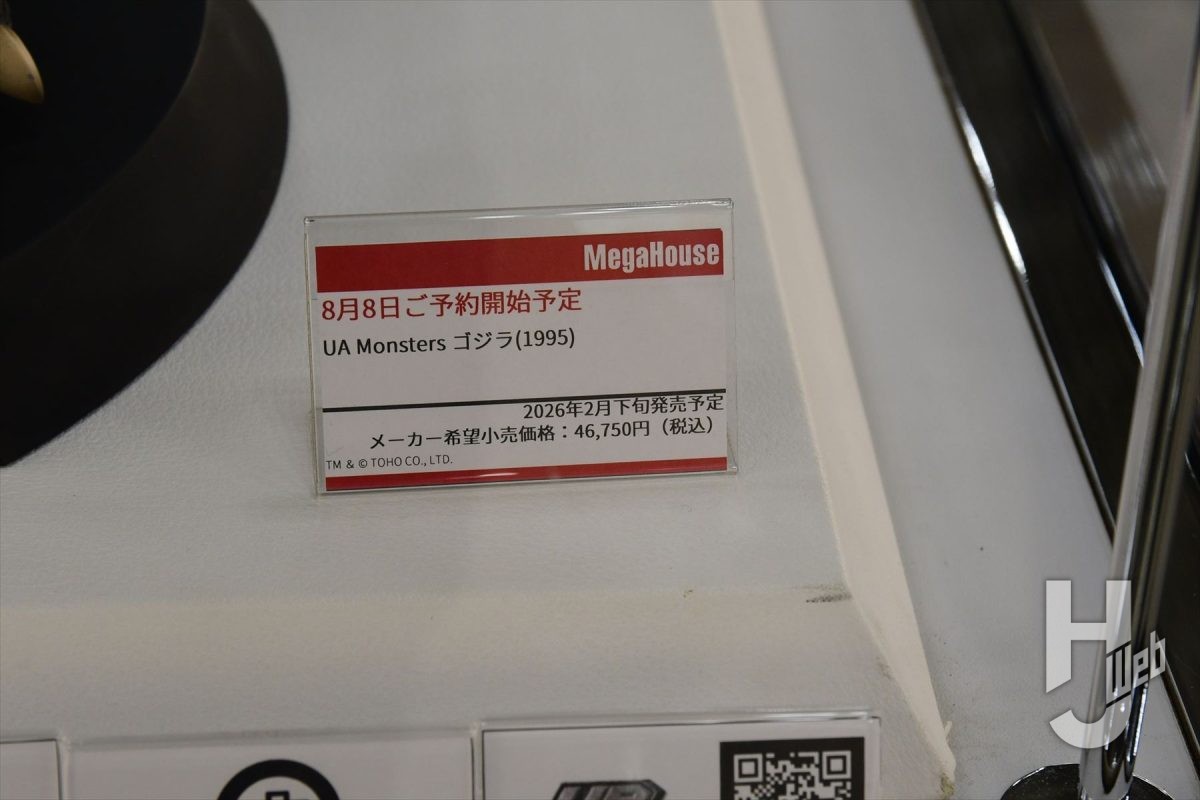 MegaHouse
8月8日ご予約開始予定
UA Monsters ゴジラ(1995)
2026年2月下旬発売予定
メーカー希望小売価格：46,750円（税込）
TM & © TOHO CO., LTD.
HJ Web